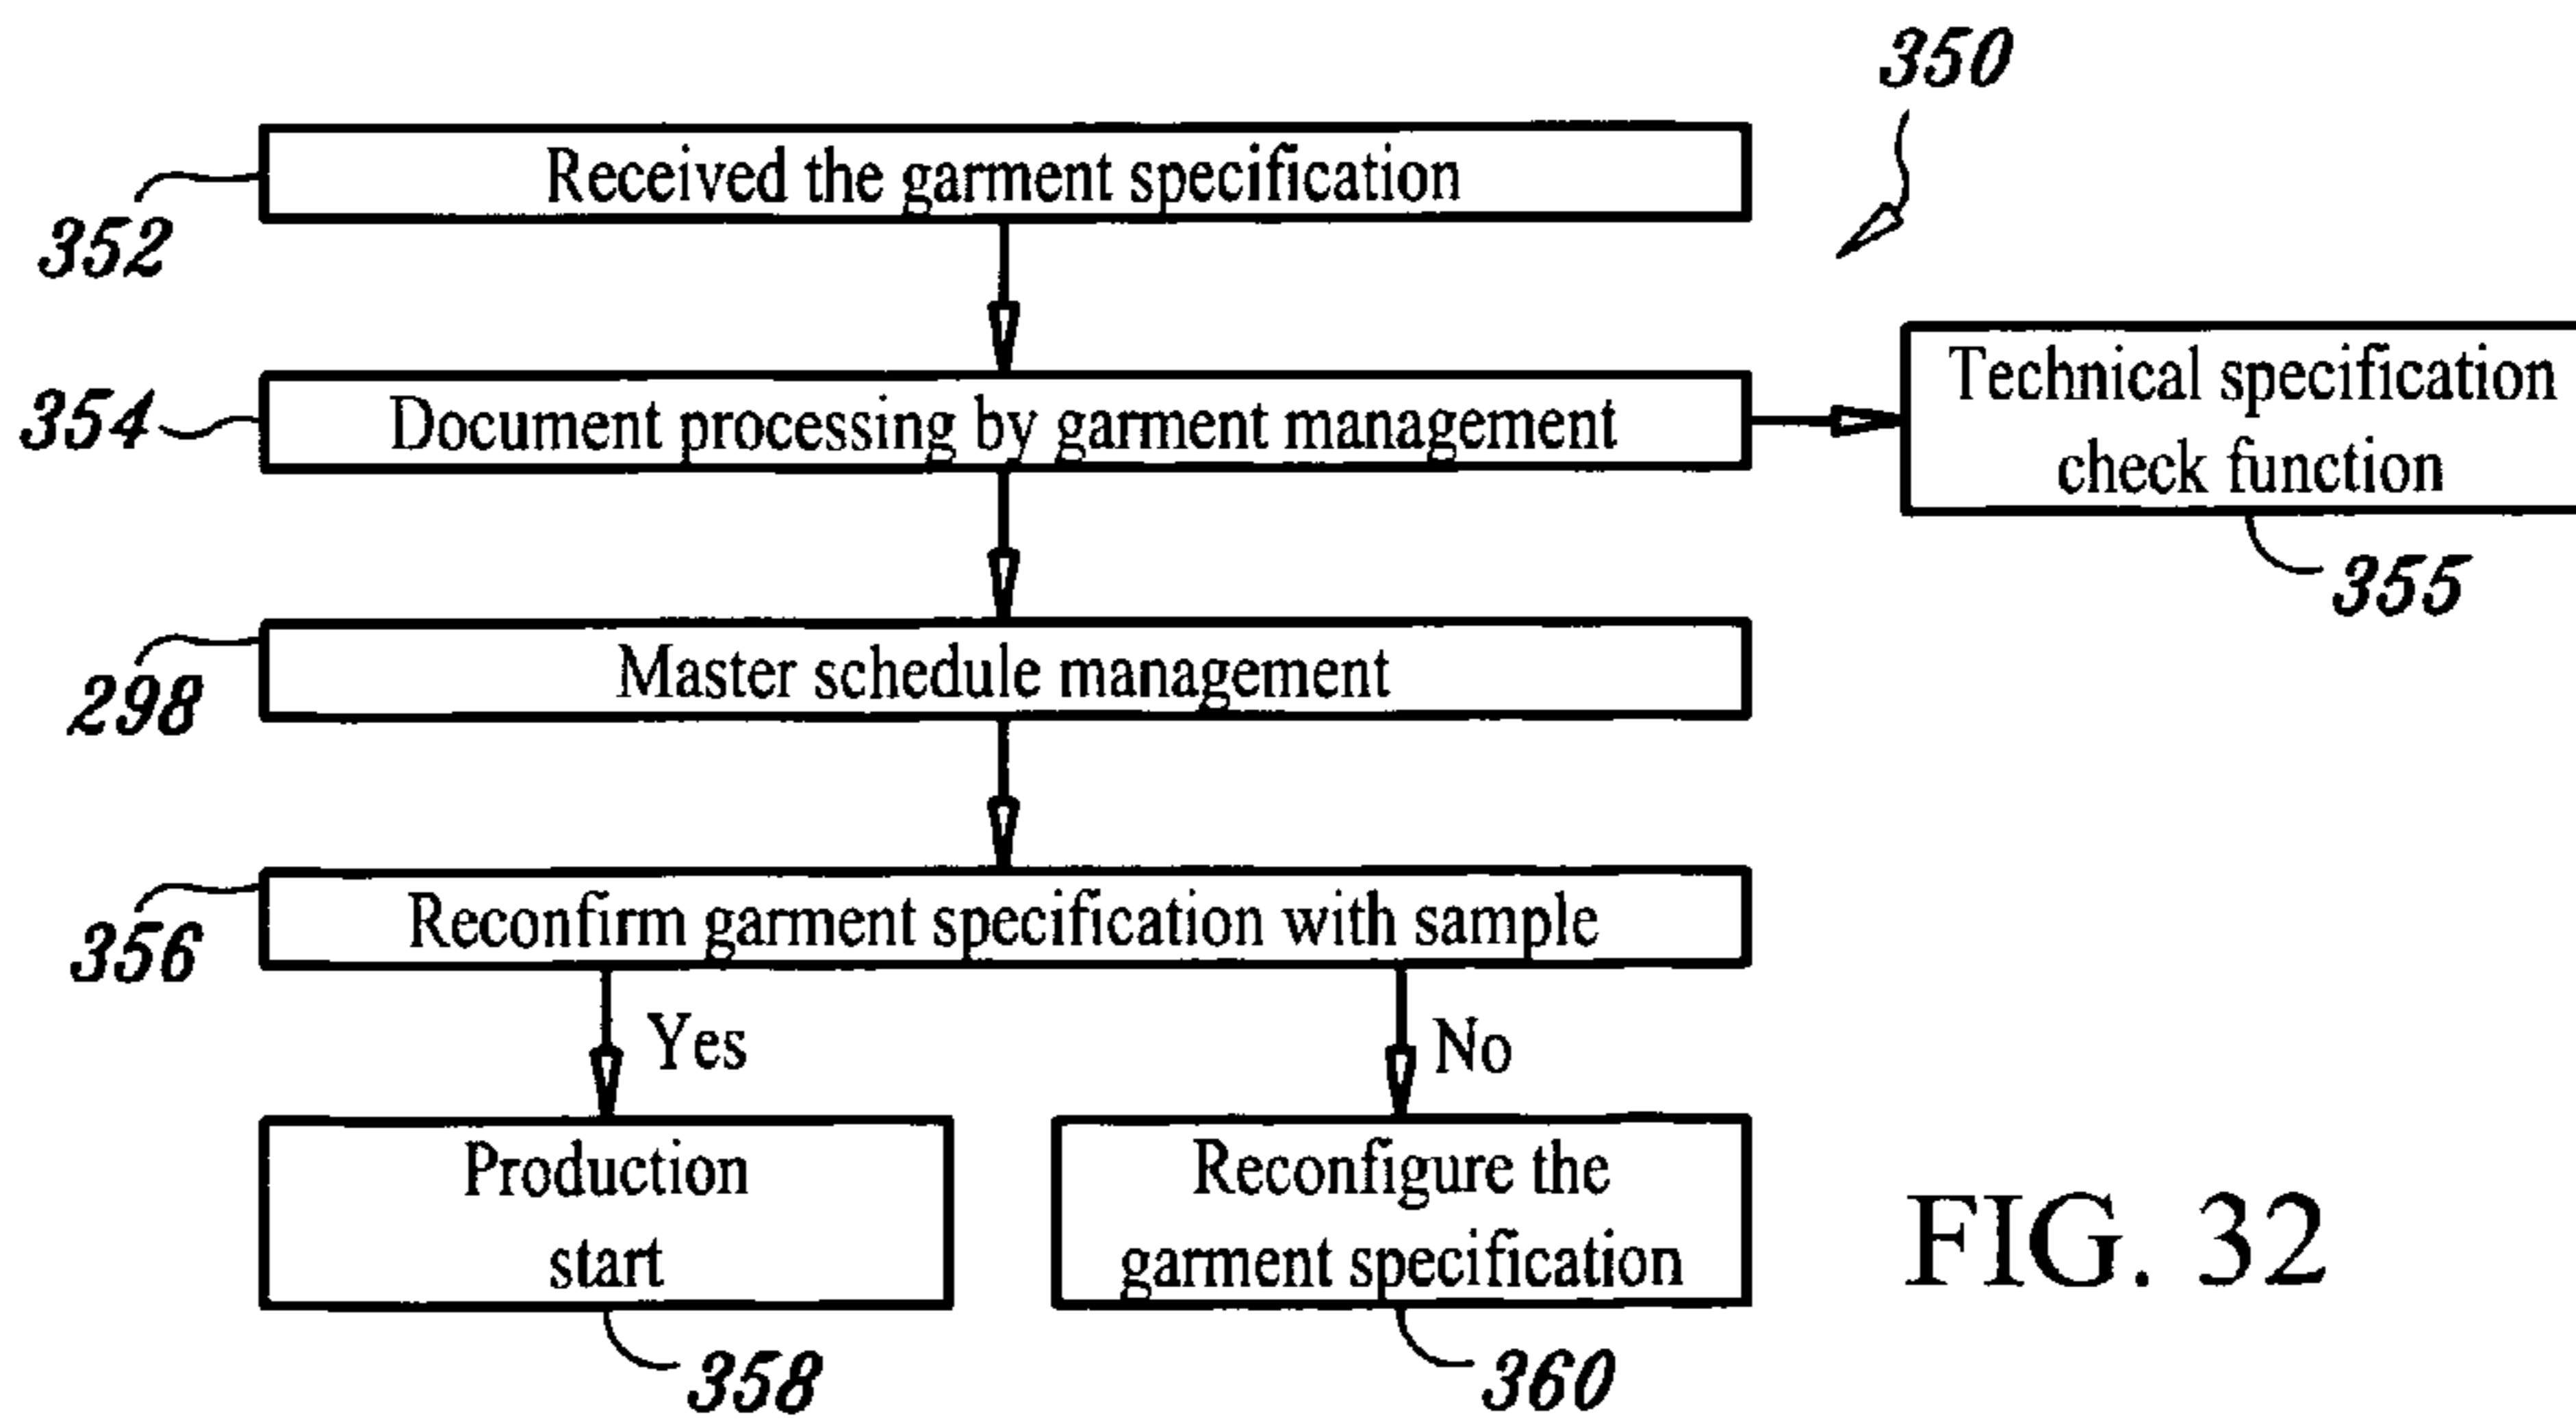 350
Received the garment specification
352
Document processing by garment management
354
Technical specification
check function
355
Master schedule management
298
Reconfirm garment specification with sample
356
Yes
No
Production
start
358
Reconfigure the
garment specification
360
FIG. 32